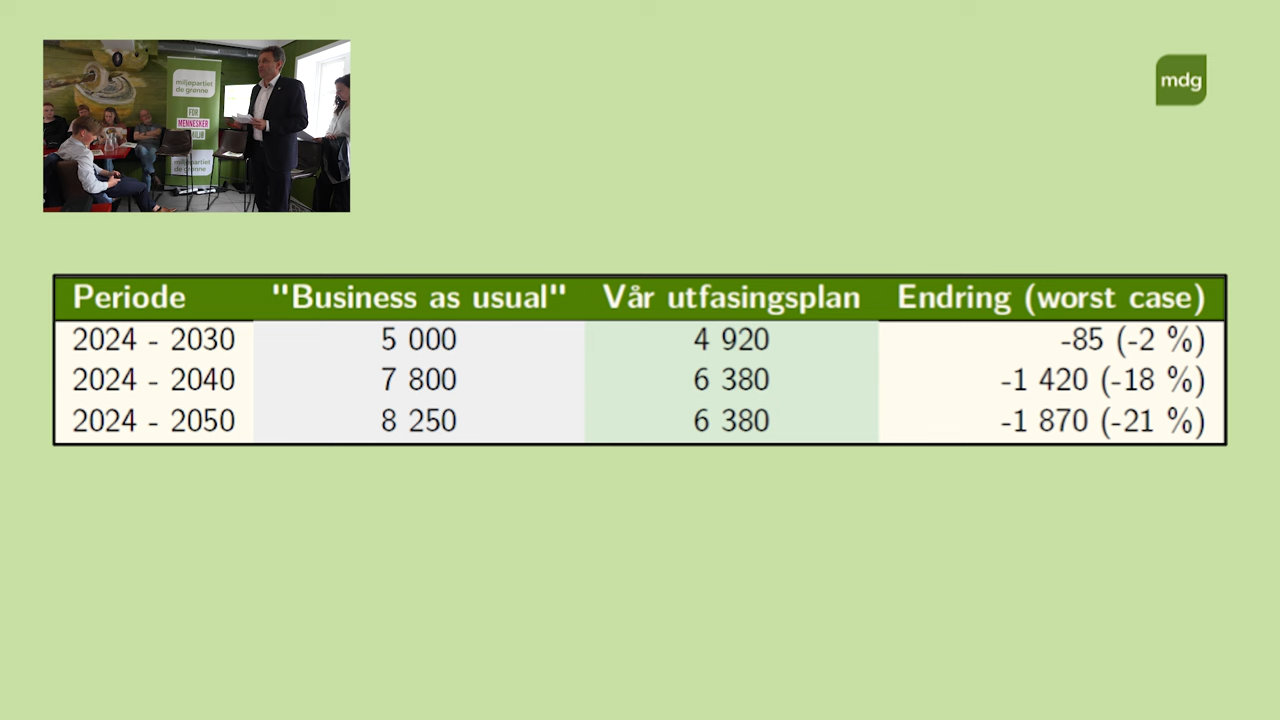 miljøpartiet
de grønne
FOR
MENNESKER
miljøpartiet
de grønne
mdg
Periode "Business as usual" Vår utfasingsplan Endring (worst case)
2024 - 2030 5 000 4 920 -85 (-2 %)
2024 - 2040 7 800 6 380 -1 420 (-18 %)
2024 - 2050 8 250 6 380 -1 870 (-21 %)